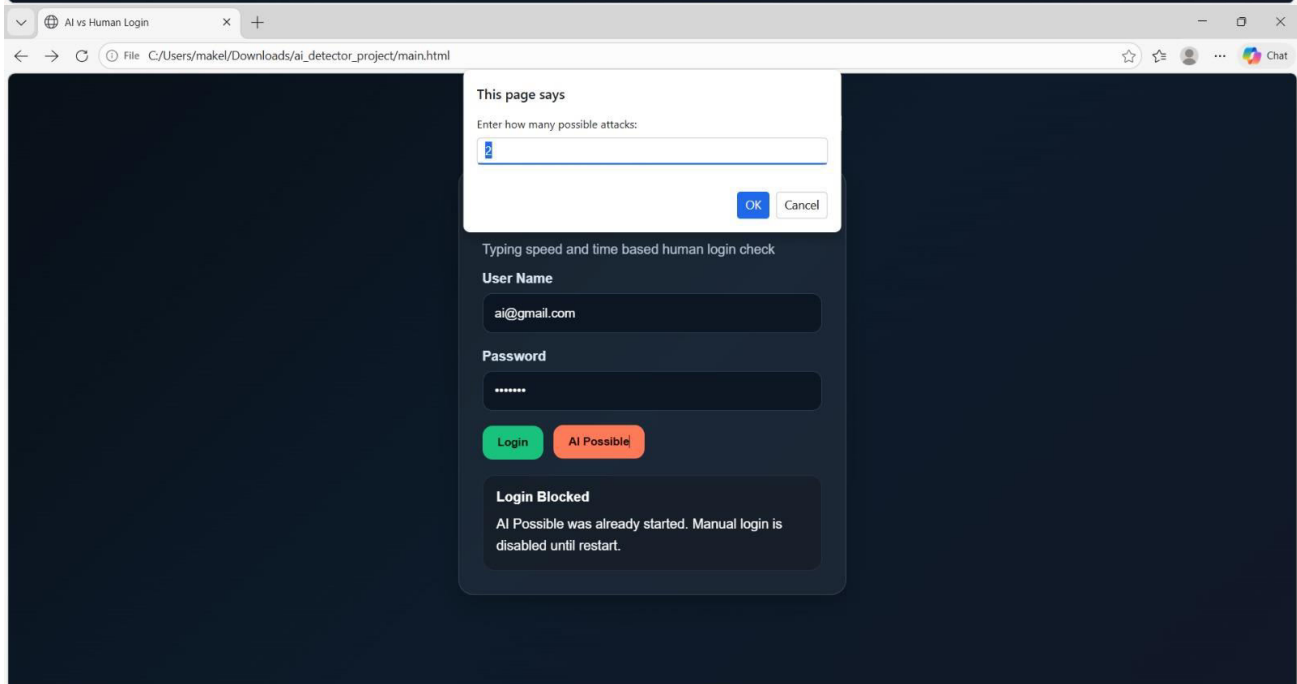 AI vs Human Login
File C:/Users/makel/Downloads/ai_detector_project/main.html
Chat
This page says
Enter how many possible attacks:
2
OK Cancel
Typing speed and time based human login check
User Name
ai@gmail.com
Password
•••••••
Login AI Possible
Login Blocked
AI Possible was already started. Manual login is
disabled until restart.